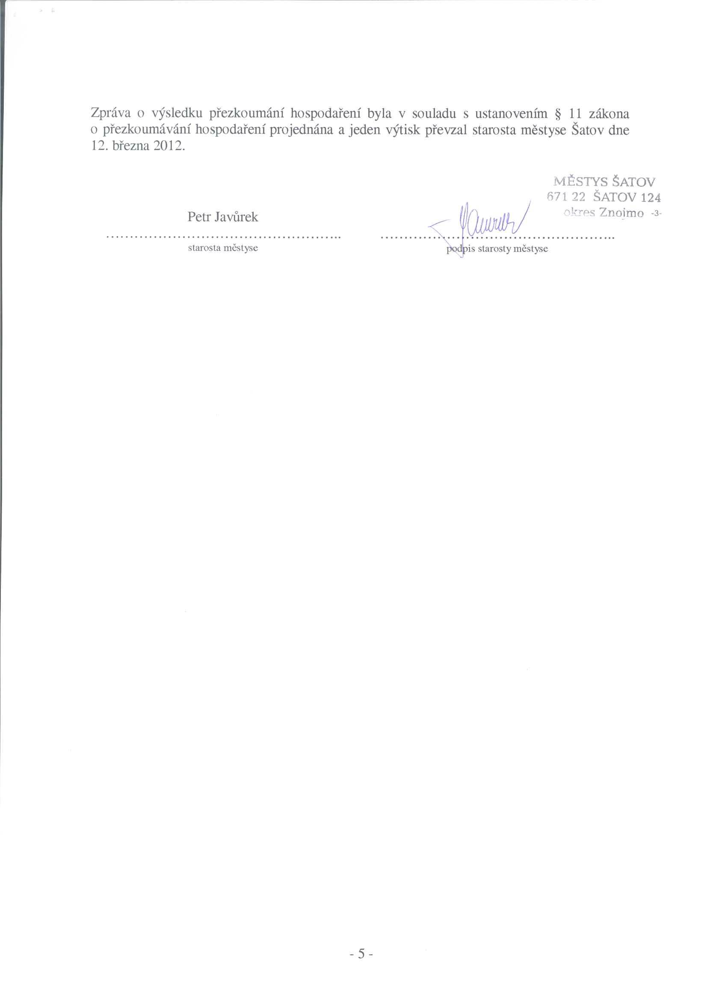 Zpráva o výsledku přezkoumání hospodaření byla v souladu s ustanovením § 11 zákona
o přezkoumávání hospodaření projednána a jeden výtisk převzal starosta městyse Šatov dne
12. března 2012.
MĚSTYS ŠATOV
671 22 ŠATOV 124
okres Znojmo -3-
Petr Javůrek
starosta městyse
podpis starosty městyse
- 5 -